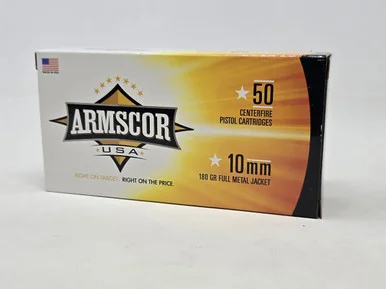 ARMSCOR
USA
RIGHT ON TARGET. RIGHT ON THE PRICE.
50
CENTERFIRE
PISTOL CARTRIDGES
10mm
180 GR FULL METAL JACKET